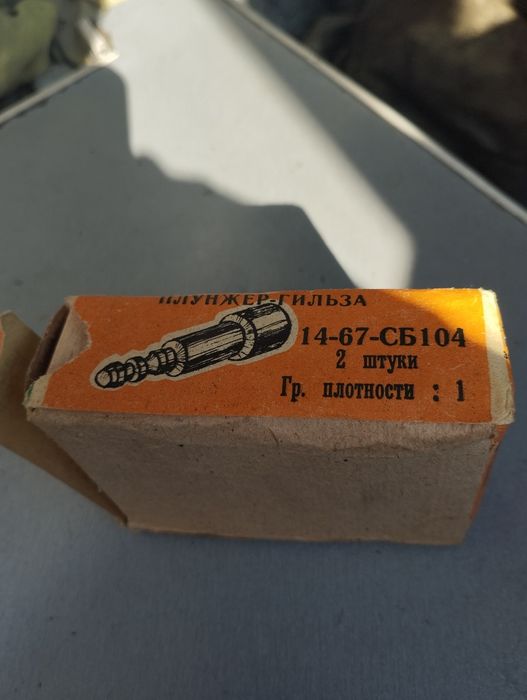 ПЛУНЖЕР-ГИЛЬЗА
14-67-СБ104
2 штуки
Гр. плотности : 1